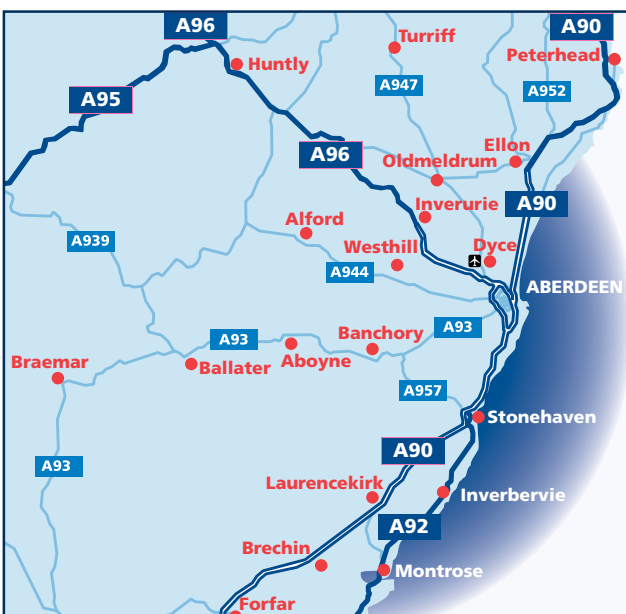 A96
A90
Turriff
Peterhead
Huntly
A947
A952
A95
Ellon
A96
Oldmeldrum
A90
Inverurie
Alford
A939
Westhill
Dyce
A944
ABERDEEN
A93
A93
Banchory
Braemar
Ballater
Aboyne
A957
Stonehaven
A90
A93
Laurencekirk
Inverbervie
A92
Brechin
Montrose
Forfar